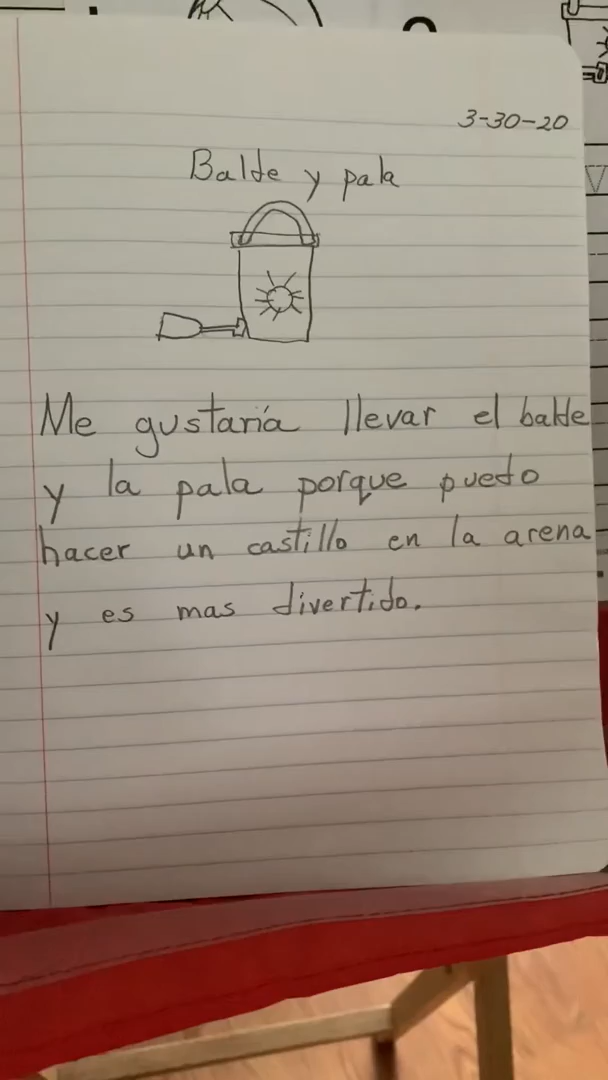 3-30-20
Balde y pala
Me gustaría llevar el balde
y la pala porque puedo
hacer un castillo en la arena
y es mas divertido.